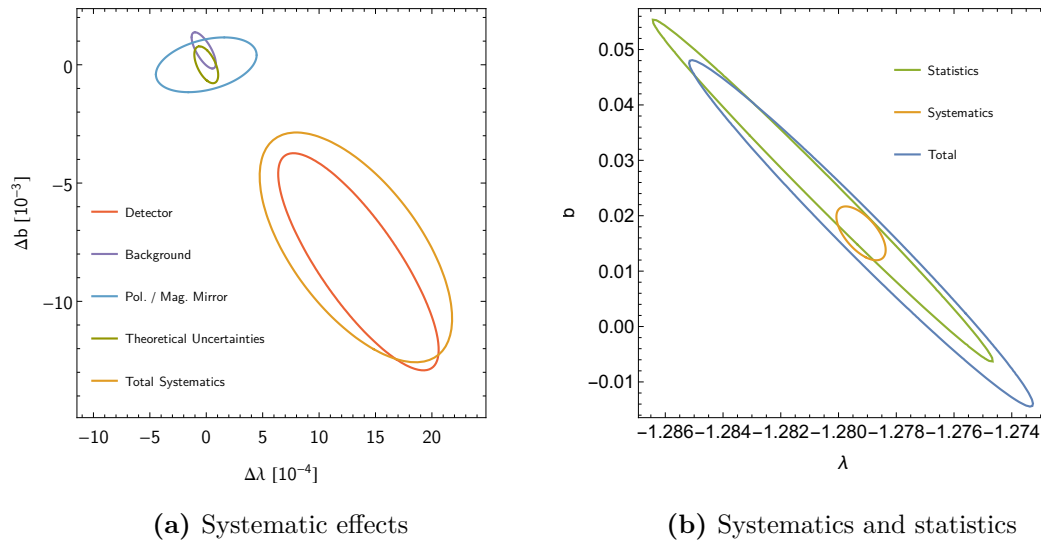 0
−5
−10
Δb [10⁻³]
Detector
Background
Pol. / Mag. Mirror
Theoretical Uncertainties
Total Systematics
−10 −5 0 5 10 15 20
Δλ [10⁻⁴]
(a) Systematic effects
0.05
0.04
0.03
0.02
0.01
0.00
−0.01
b
Statistics
Systematics
Total
−1.286 −1.284 −1.282 −1.280 −1.278 −1.276 −1.274
λ
(b) Systematics and statistics